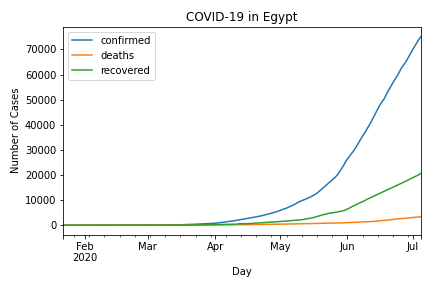 COVID-19 in Egypt
confirmed
deaths
recovered
70000
60000
50000
40000
30000
20000
10000
0
Number of Cases
Feb Mar Apr May Jun Jul
2020
Day